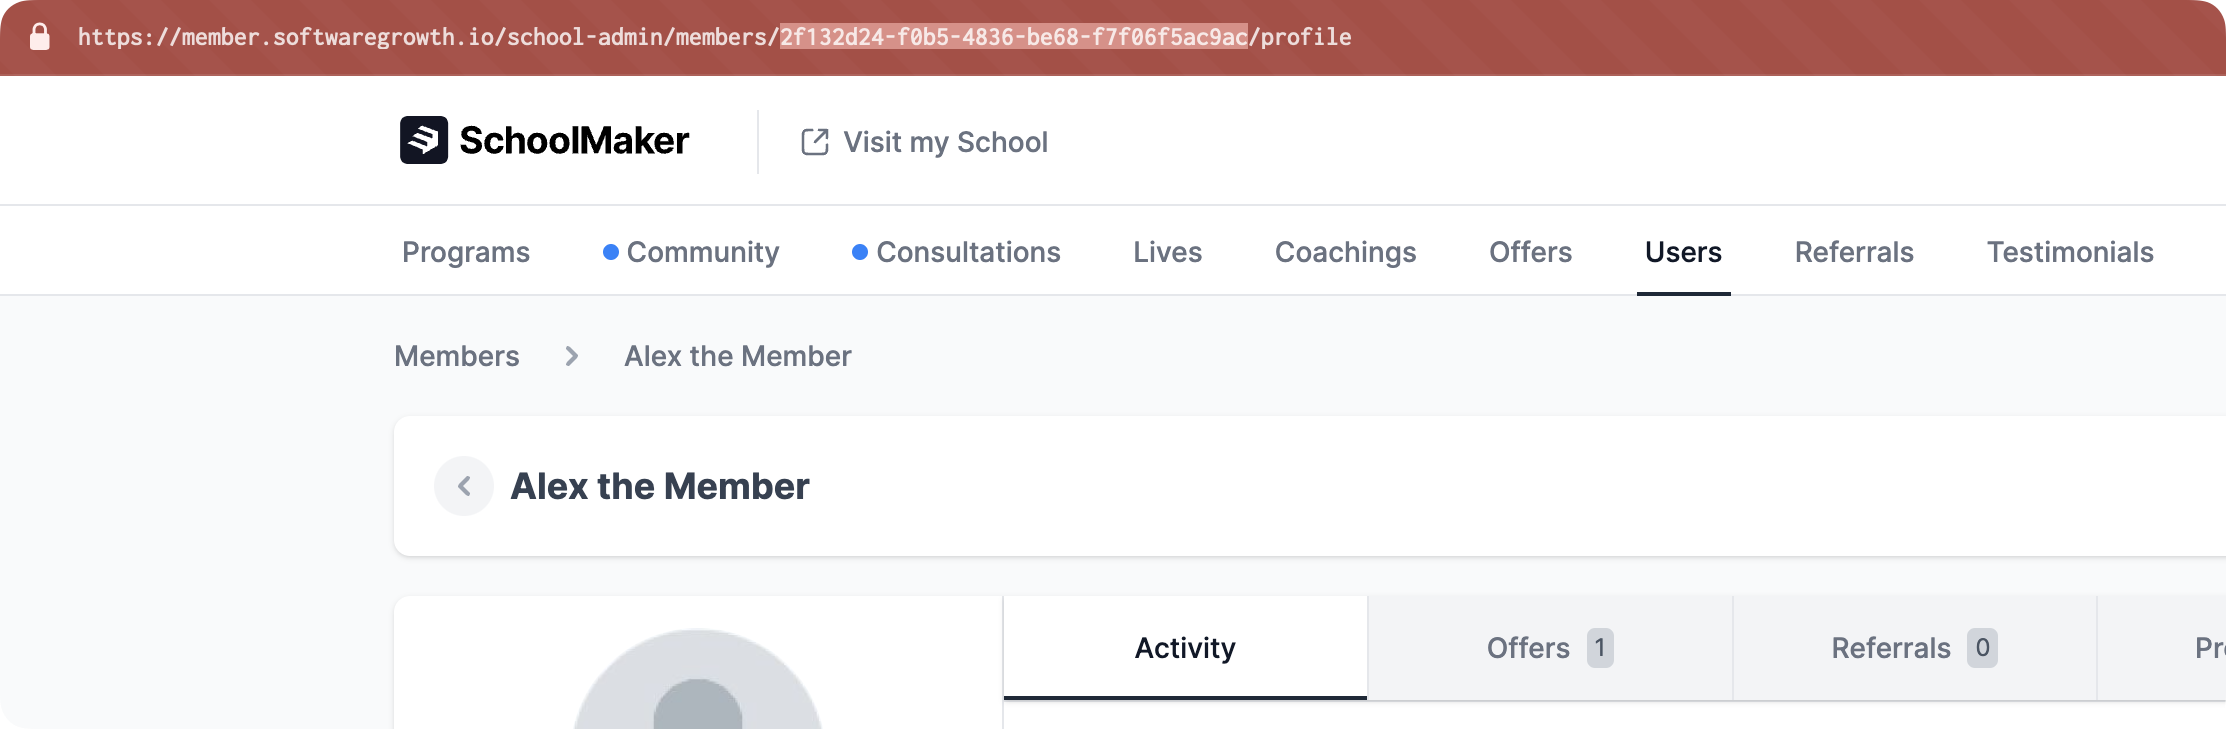 https://member.softwaregrowth.io/school-admin/members/2f132d24-f0b5-4836-be68-f7f06f5ac9ac/profile
SchoolMaker Visit my School
Programs Community Consultations Lives Coachings Offers Users Referrals Testimonials
Members Alex the Member
Alex the Member
Activity Offers 1 Referrals 0